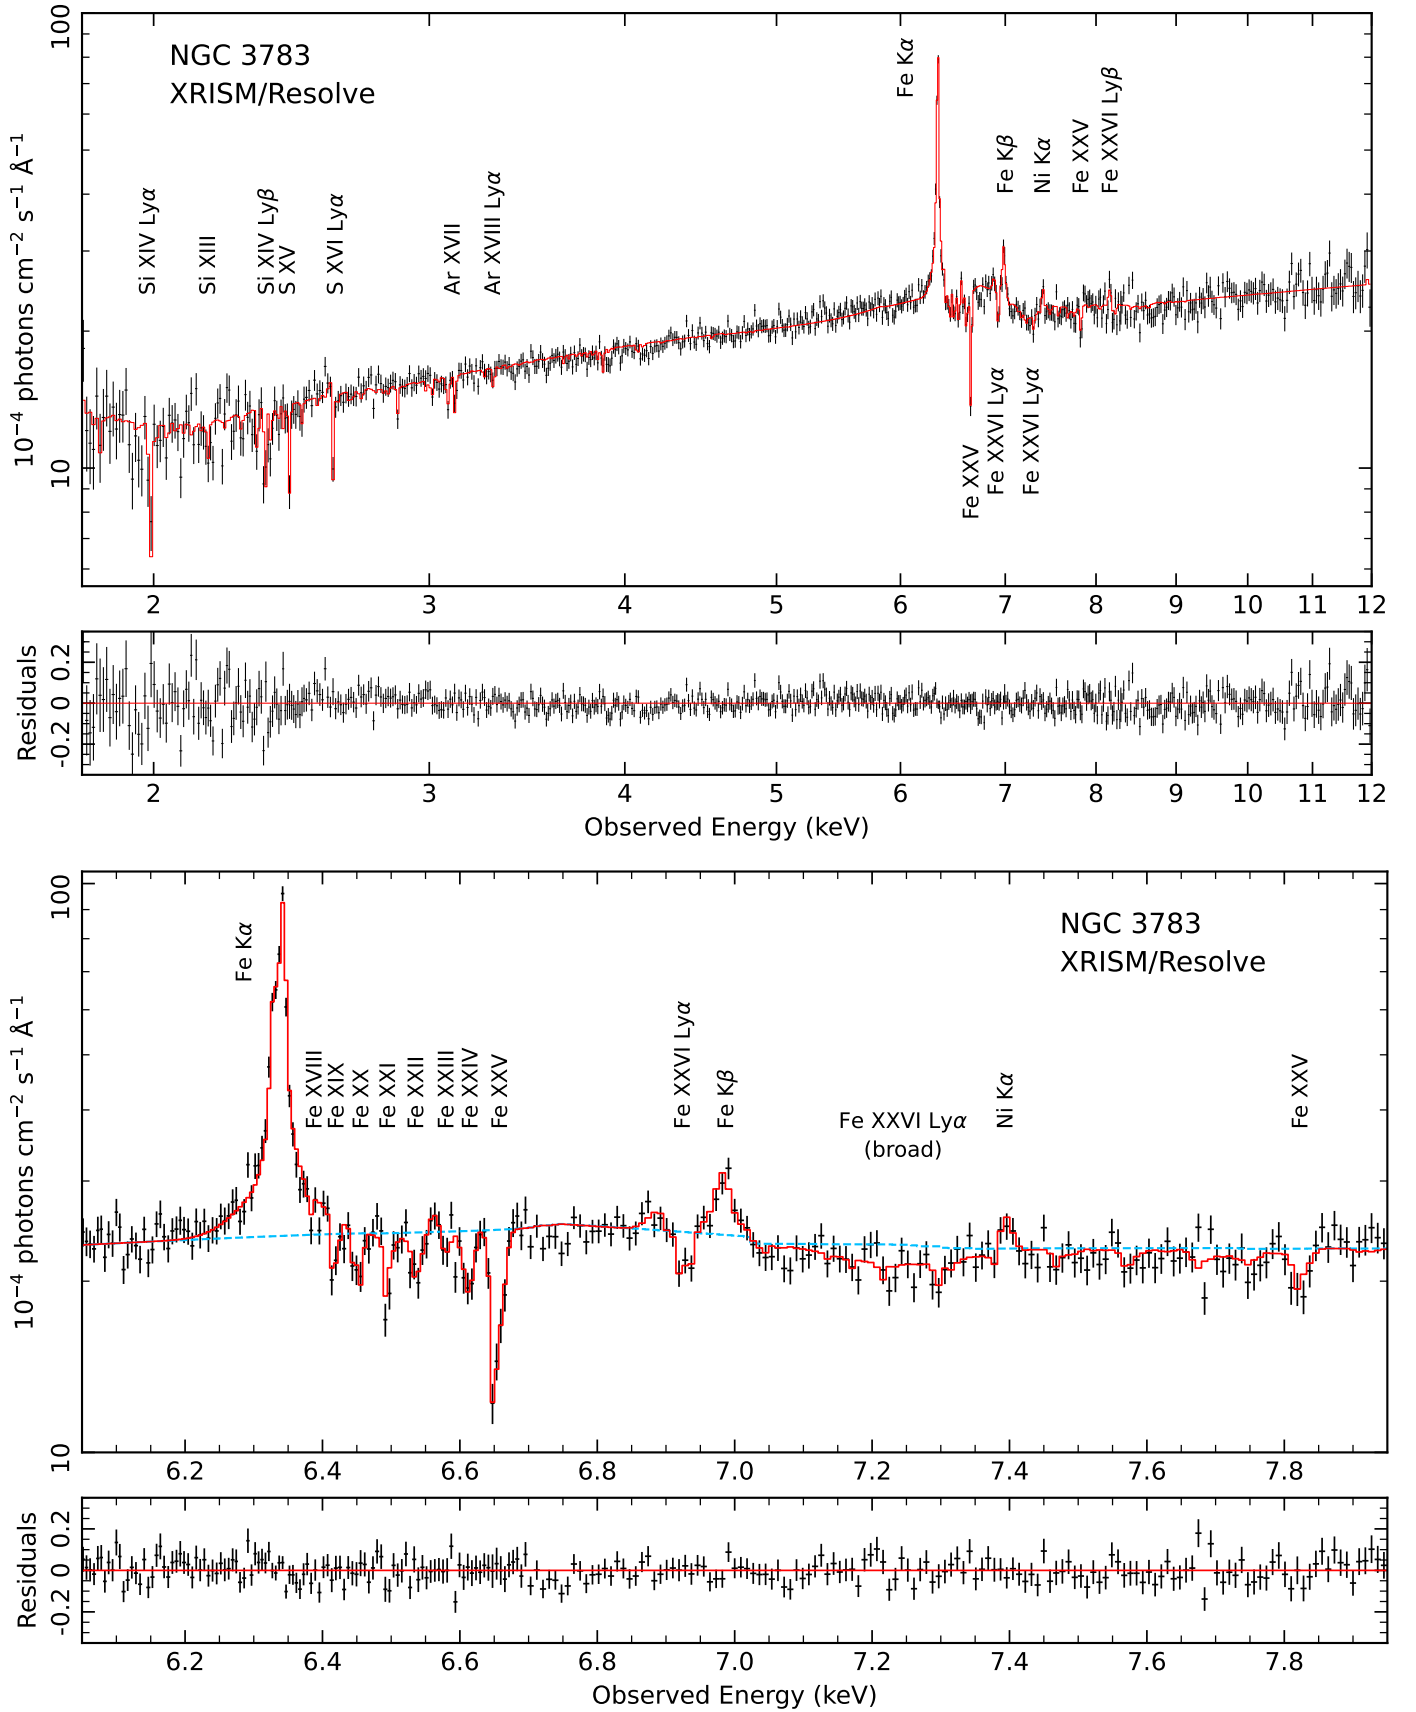 NGC 3783
XRISM/Resolve
100
10
10⁻⁴ photons cm⁻² s⁻¹ Å⁻¹
Si XIV Lyα
Si XIII
Si XIV Lyβ
S XV
S XVI Lyα
Ar XVII
Ar XVIII Lyα
Fe Kα
Fe Kβ
Ni Kα
Fe XXV
Fe XXVI Lyβ
Fe XXV
Fe XXVI Lyα
Fe XXVI Lyα
2 3 4 5 6 7 8 9 10 11 12
Residuals
0.2
0
-0.2
2 3 4 5 6 7 8 9 10 11 12
Observed Energy (keV)
NGC 3783
XRISM/Resolve
100
10
10⁻⁴ photons cm⁻² s⁻¹ Å⁻¹
Fe Kα
Fe XVIII
Fe XIX
Fe XX
Fe XXI
Fe XXII
Fe XXIII
Fe XXIV
Fe XXV
Fe XXVI Lyα
Fe Kβ
Fe XXVI Lyα
(broad)
Ni Kα
Fe XXV
6.2 6.4 6.6 6.8 7.0 7.2 7.4 7.6 7.8
Residuals
0.2
0
-0.2
6.2 6.4 6.6 6.8 7.0 7.2 7.4 7.6 7.8
Observed Energy (keV)